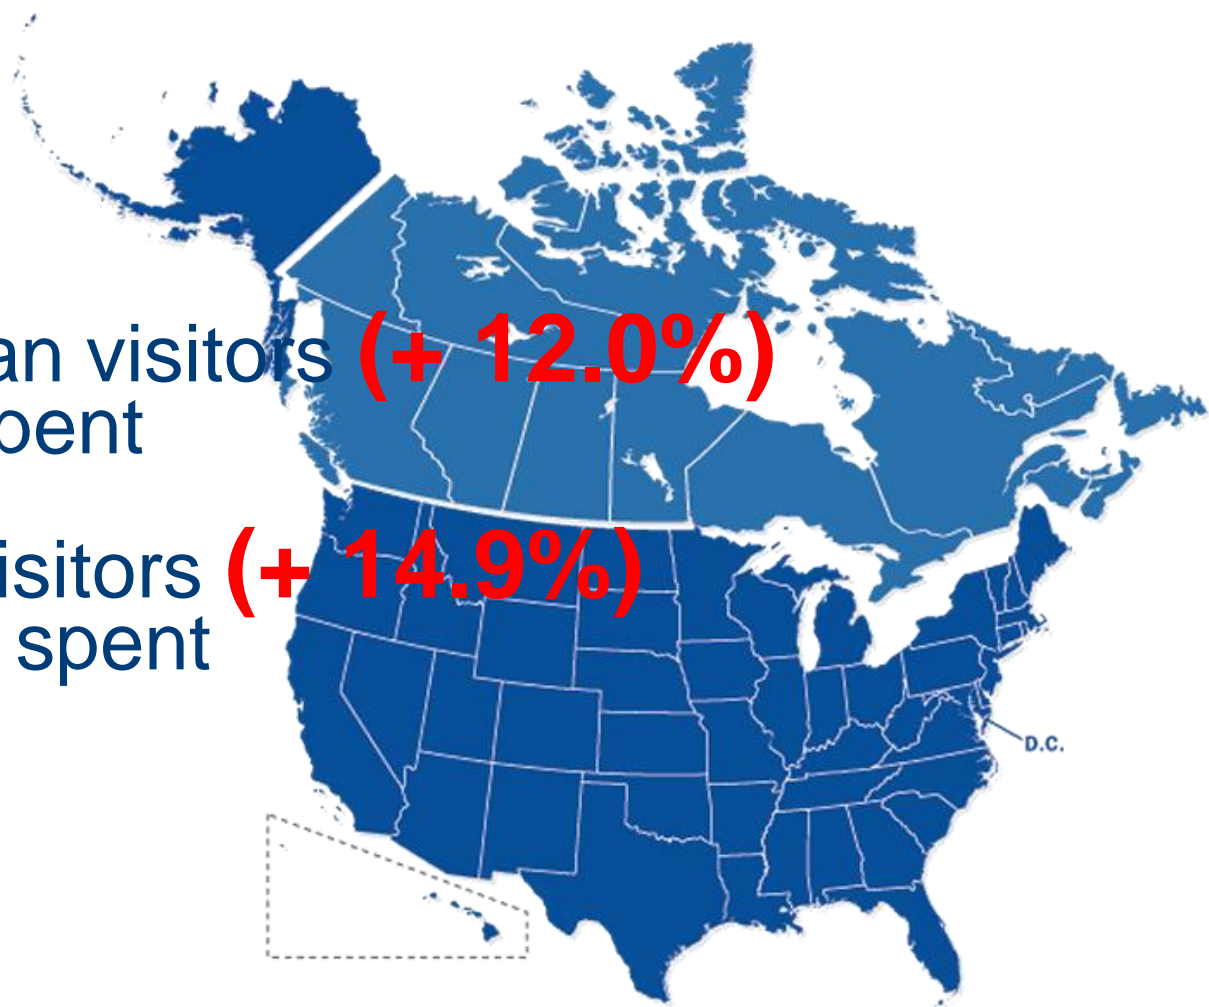 an visitors (+ 12.0%)
pent
isitors (+ 14.9%)
spent
D.C.